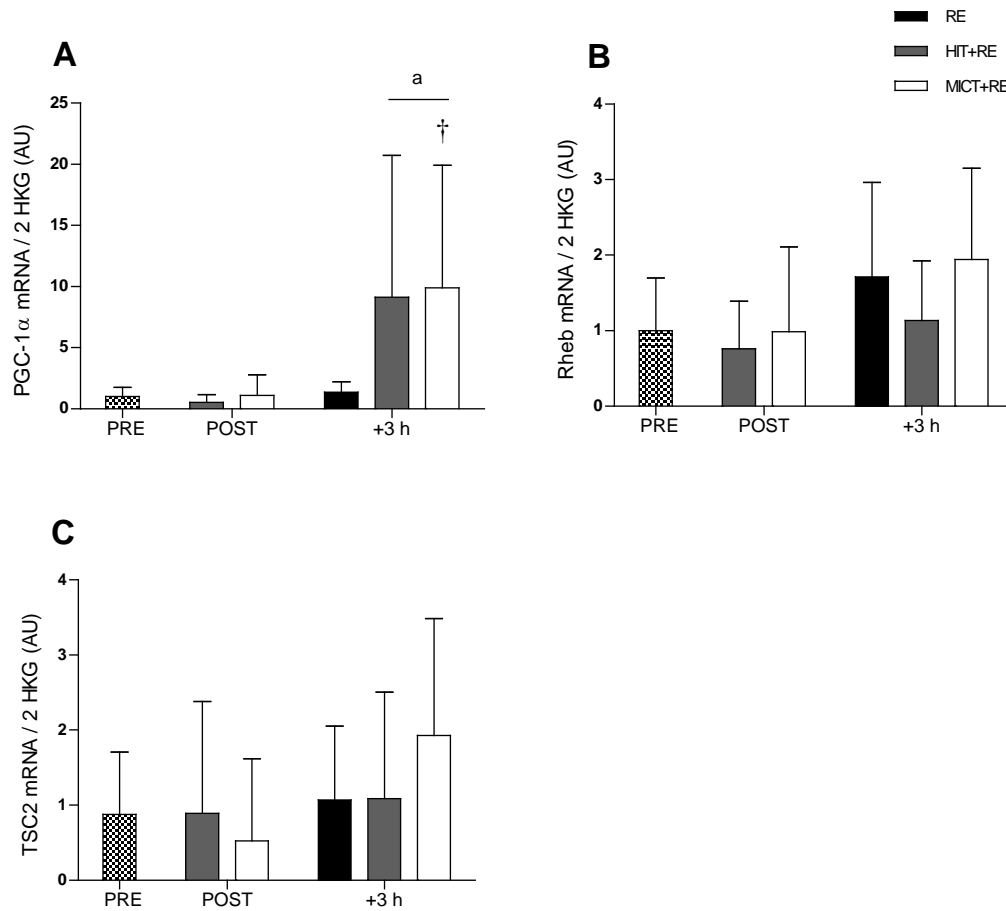 RE
HIT+RE
MICT+RE
A
a
†
25
20
15
10
5
0
PGC-1α mRNA / 2 HKG (AU)
PRE POST +3 h
B
4
3
2
1
0
Rheb mRNA / 2 HKG (AU)
PRE POST +3 h
C
4
3
2
1
0
TSC2 mRNA / 2 HKG (AU)
PRE POST +3 h